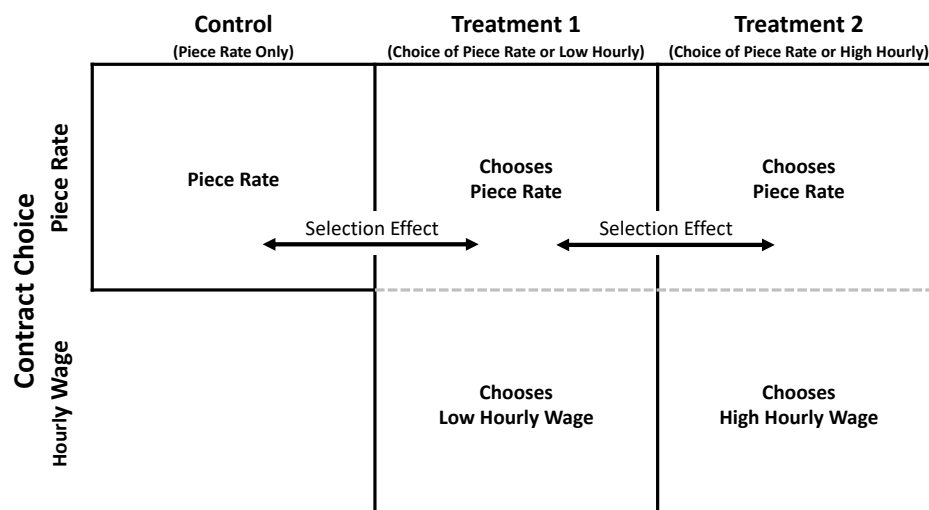 Control
(Piece Rate Only)
Treatment 1
(Choice of Piece Rate or Low Hourly)
Treatment 2
(Choice of Piece Rate or High Hourly)
Contract Choice
Piece Rate
Piece Rate
Chooses
Piece Rate
Chooses
Piece Rate
Selection Effect
Selection Effect
Hourly Wage
Chooses
Low Hourly Wage
Chooses
High Hourly Wage